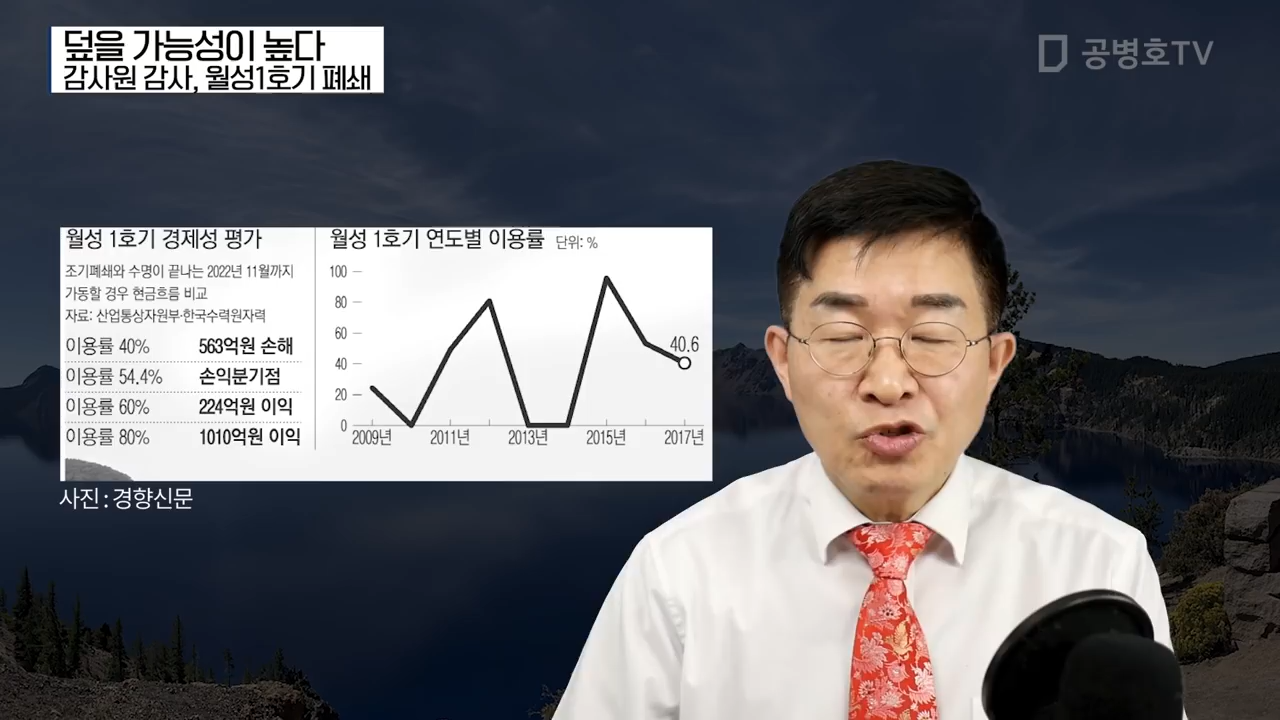 덮을 가능성이 높다
감사원 감사, 월성1호기 폐쇄
공병호TV
월성 1호기 경제성 평가
조기폐쇄와 수명이 끝나는 2022년 11월까지
가동할 경우 현금흐름 비교
자료: 산업통상자원부·한국수력원자력
이용률 40% 563억원 손해
이용률 54.4% 손익분기점
이용률 60% 224억원 이익
이용률 80% 1010억원 이익
월성 1호기 연도별 이용률 단위: %
100
80
60
40
20
0
40.6
2009년 2011년 2013년 2015년 2017년
사진 : 경향신문